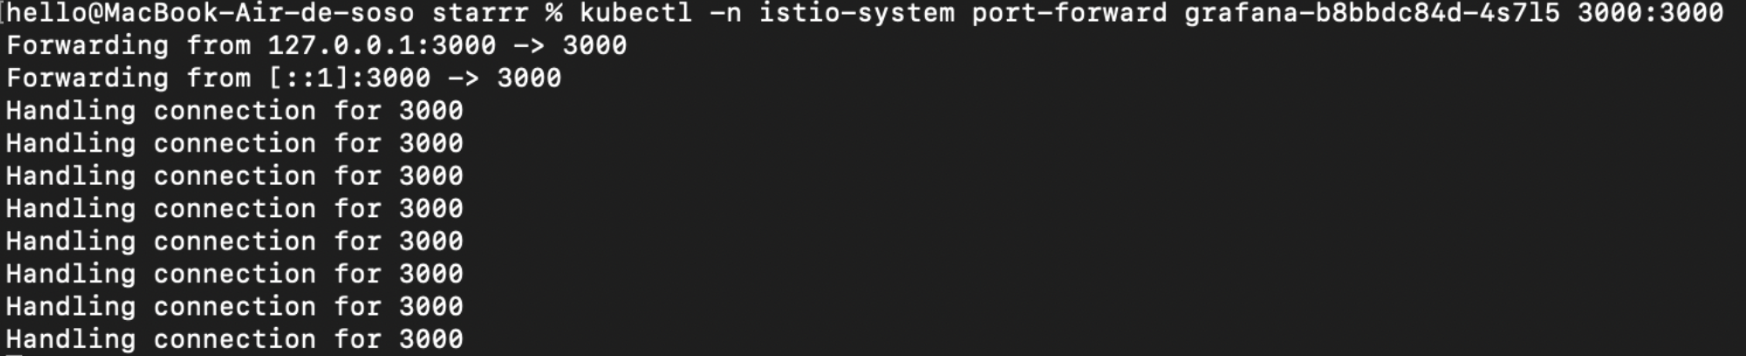 [hello@MacBook-Air-de-soso starrr % kubectl -n istio-system port-forward grafana-b8bbdc84d-4s7l5 3000:3000
Forwarding from 127.0.0.1:3000 -> 3000
Forwarding from [::1]:3000 -> 3000
Handling connection for 3000
Handling connection for 3000
Handling connection for 3000
Handling connection for 3000
Handling connection for 3000
Handling connection for 3000
Handling connection for 3000
Handling connection for 3000